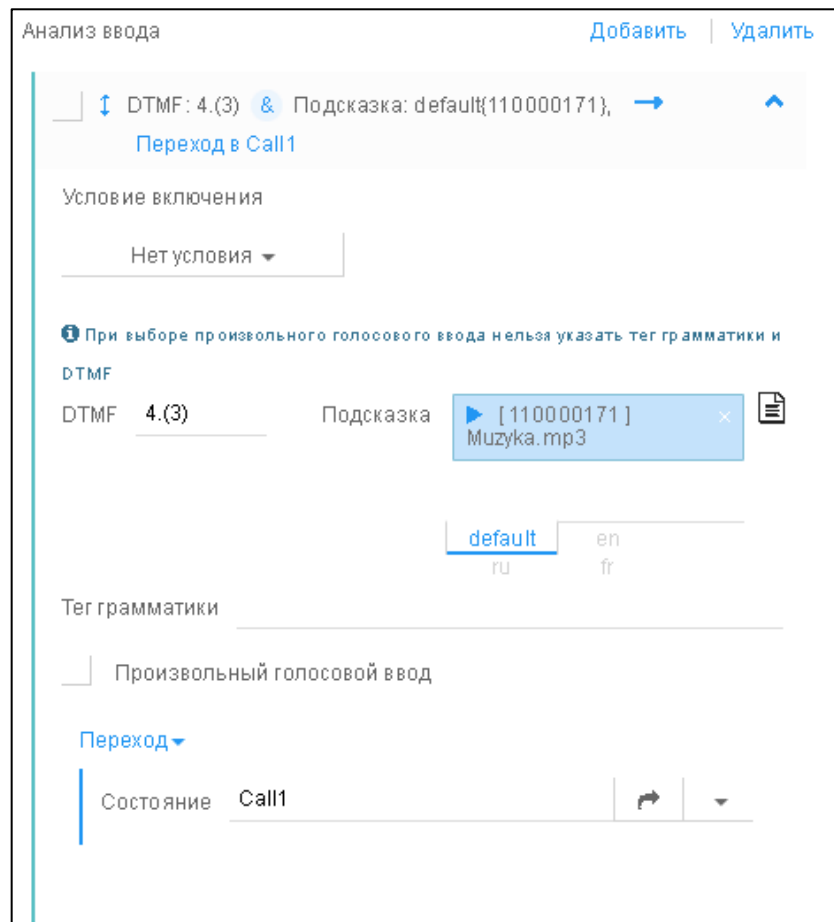 Анализ ввода Добавить Удалить
DTMF: 4.(3) & Подсказка: default{110000171},
Переход в Call1
Условие включения
Нет условия
При выборе произвольного голосового ввода нельзя указать тег грамматики и
DTMF
DTMF 4.(3) Подсказка [110000171]
Muzyka.mp3
default en
ru fr
Тег грамматики
Произвольный голосовой ввод
Переход
Состояние Call1